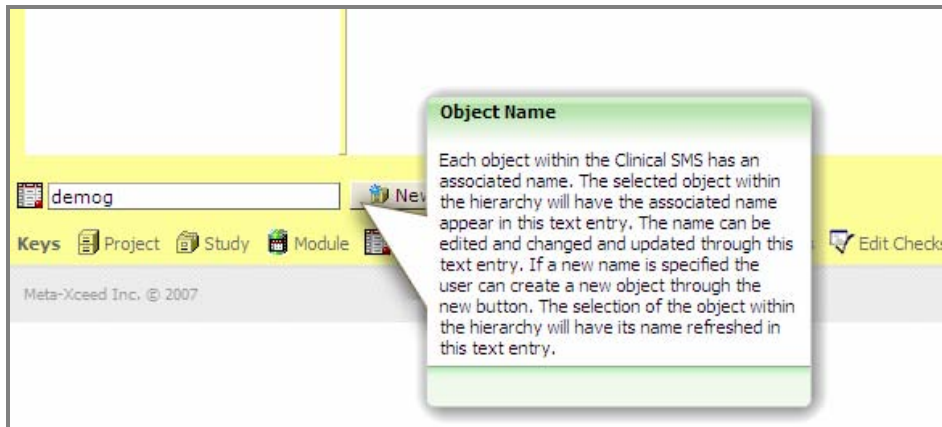 Object Name
Each object within the Clinical SMS has an
associated name. The selected object within
the hierarchy will have the associated name
appear in this text entry. The name can be
edited and changed and updated through this
text entry. If a new name is specified the
user can create a new object through the
new button. The selection of the object within
the hierarchy will have its name refreshed in
this text entry.
demog New
Keys Project Study Module Edit Checks
Meta-Xceed Inc. © 2007